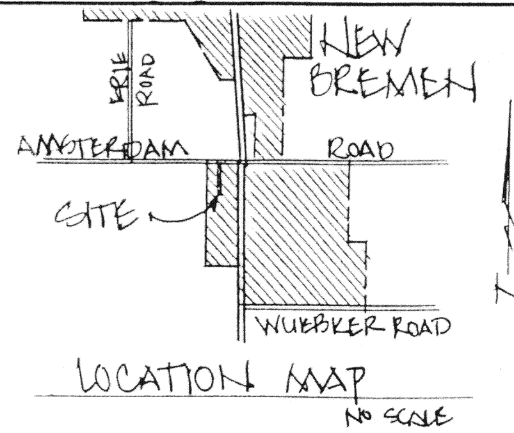 NEW
BREMEN
ERIE
ROAD
AMSTERDAM ROAD
SITE
WUEBKER ROAD
LOCATION MAP
NO SCALE